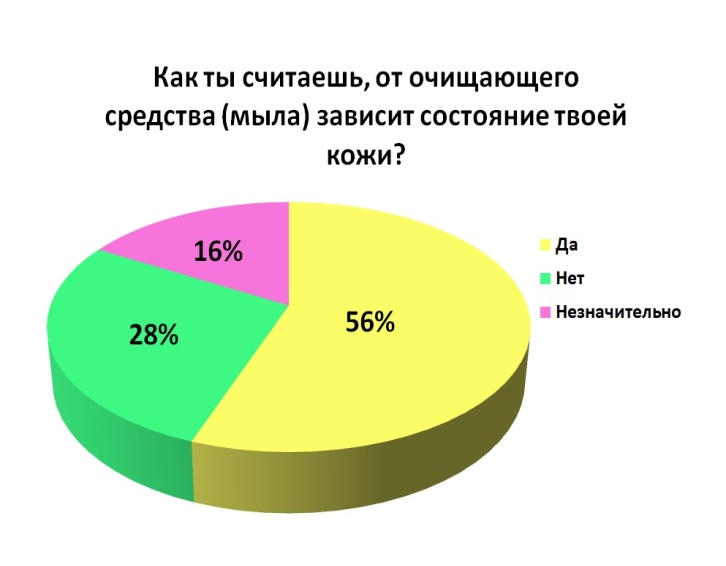 Как ты считаешь, от очищающего
средства (мыла) зависит состояние твоей
кожи?
16%
28%
56%
Да
Нет
Незначительно